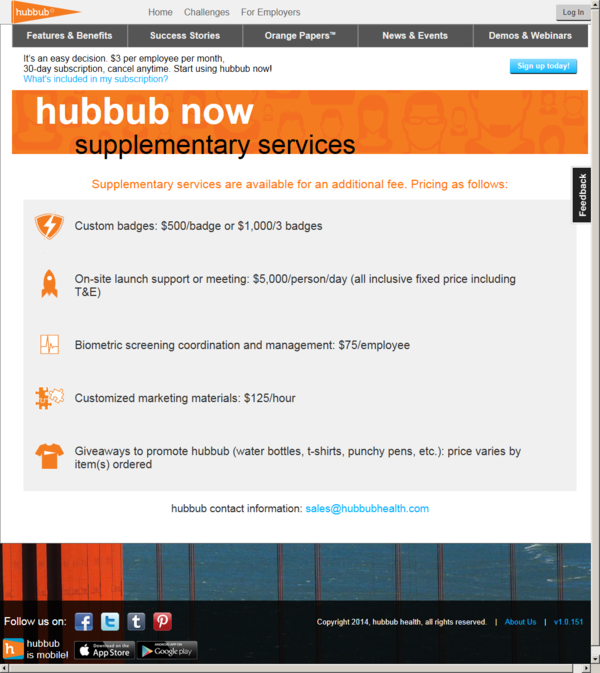 hubbub®
Home Challenges For Employers
Log In
Features & Benefits Success Stories Orange Papers™ News & Events Demos & Webinars
It's an easy decision. $3 per employee per month,
30-day subscription, cancel anytime. Start using hubbub now!
What's included in my subscription?
Sign up today!
hubbub now
supplementary services
Feedback
Supplementary services are available for an additional fee. Pricing as follows:
Custom badges: $500/badge or $1,000/3 badges
On-site launch support or meeting: $5,000/person/day (all inclusive fixed price including
T&E)
Biometric screening coordination and management: $75/employee
Customized marketing materials: $125/hour
Giveaways to promote hubbub (water bottles, t-shirts, punchy pens, etc.): price varies by
item(s) ordered
hubbub contact information: sales@hubbubhealth.com
Follow us on:
Copyright 2014, hubbub health, all rights reserved. | About Us | v1.0.151
hubbub
is mobile!
Download on the
App Store
ANDROID APP ON
Google play